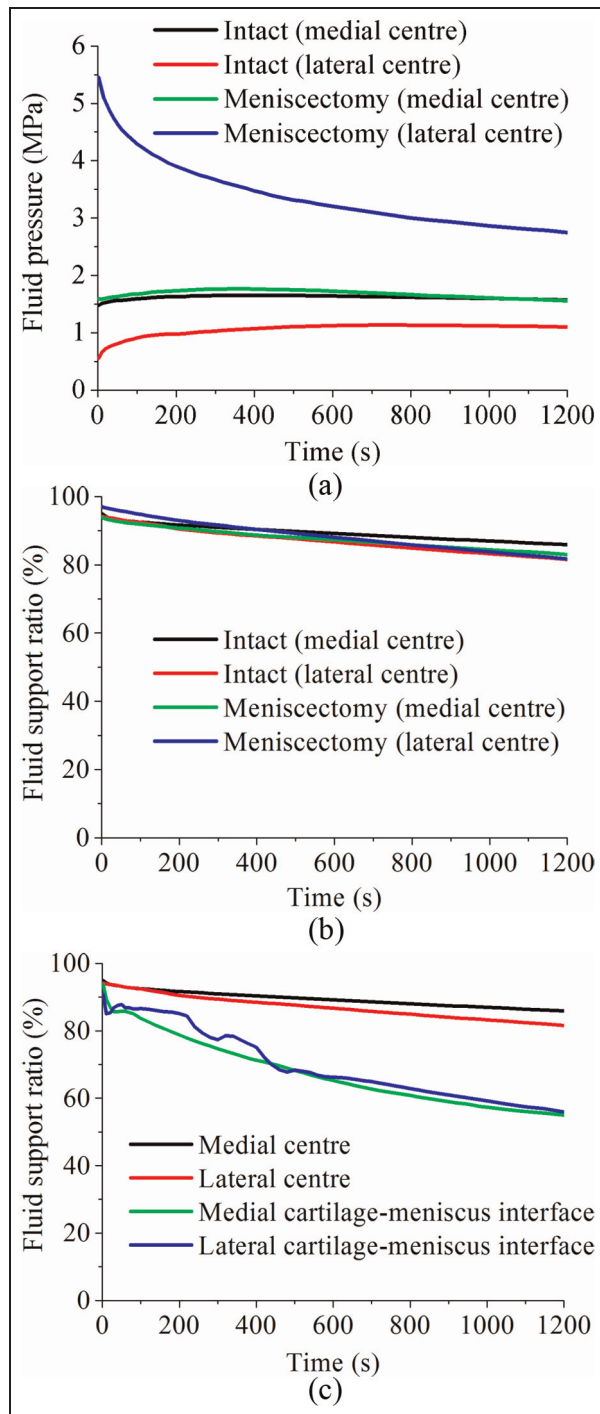 Intact (medial centre)
Intact (lateral centre)
Meniscectomy (medial centre)
Meniscectomy (lateral centre)
6
5
4
3
2
1
0
Fluid pressure (MPa)
0 200 400 600 800 1000 1200
Time (s)
(a)
100
80
60
40
20
0
Fluid support ratio (%)
Intact (medial centre)
Intact (lateral centre)
Meniscectomy (medial centre)
Meniscectomy (lateral centre)
0 200 400 600 800 1000 1200
Time (s)
(b)
100
80
60
40
20
0
Fluid support ratio (%)
Medial centre
Lateral centre
Medial cartilage-meniscus interface
Lateral cartilage-meniscus interface
0 200 400 600 800 1000 1200
Time (s)
(c)